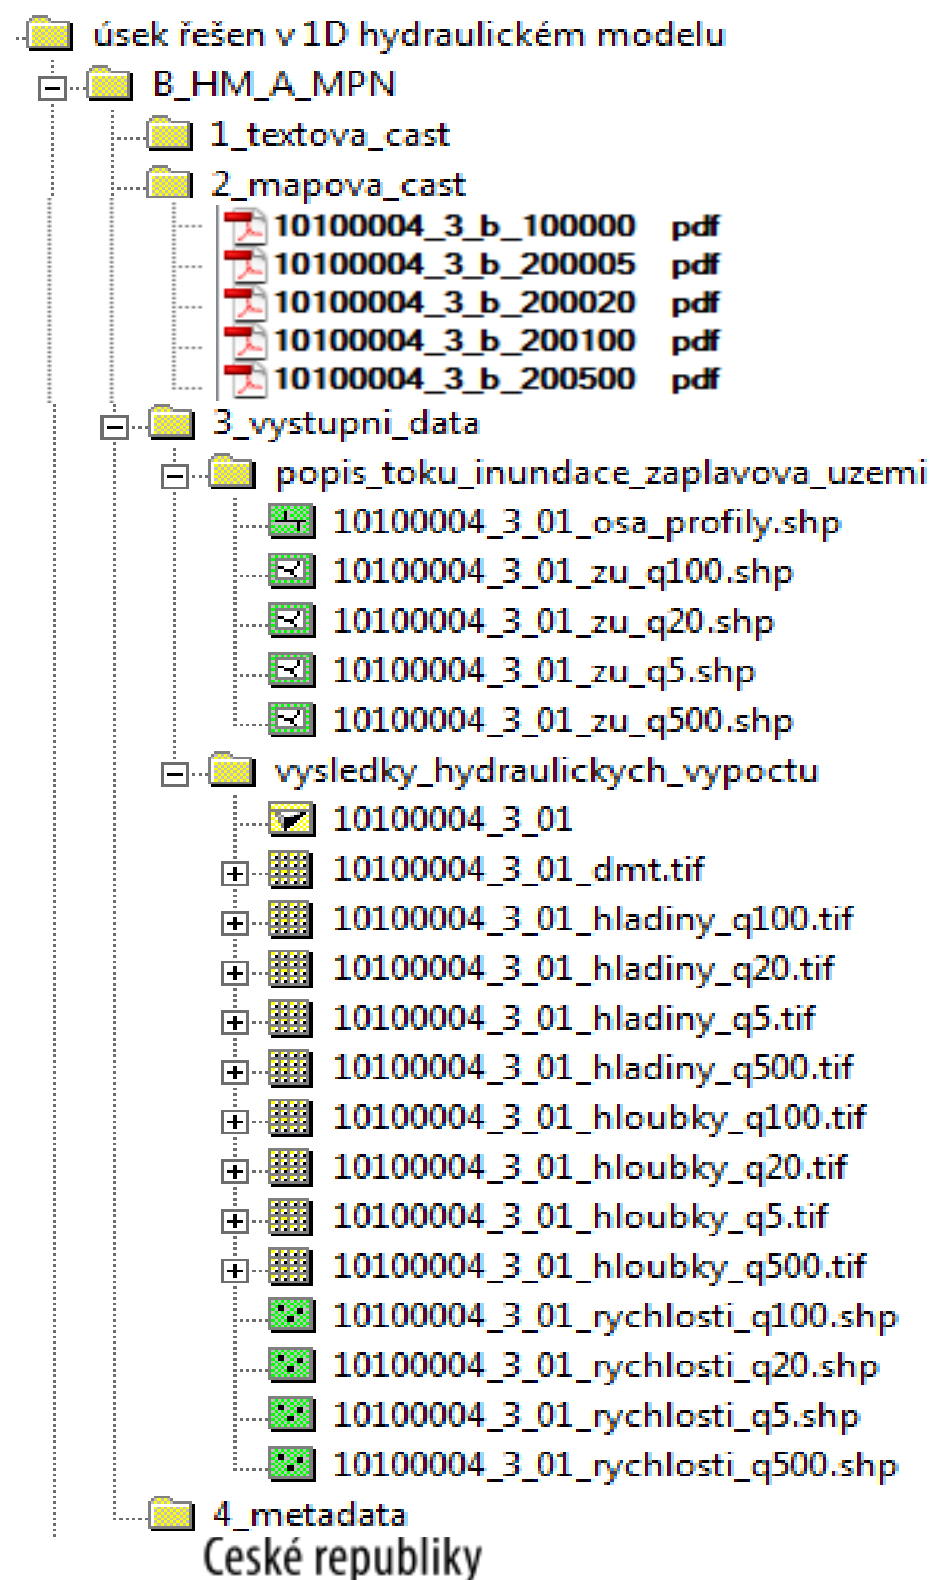 úsek řešen v 1D hydraulickém modelu
B_HM_A_MPN
1_textova_cast
2_mapova_cast
10100004_3_b_100000 pdf
10100004_3_b_200005 pdf
10100004_3_b_200020 pdf
10100004_3_b_200100 pdf
10100004_3_b_200500 pdf
3_vystupni_data
popis_toku_inundace_zaplavova_uzemi
10100004_3_01_osa_profily.shp
10100004_3_01_zu_q100.shp
10100004_3_01_zu_q20.shp
10100004_3_01_zu_q5.shp
10100004_3_01_zu_q500.shp
vysledky_hydraulickych_vypoctu
10100004_3_01
10100004_3_01_dmt.tif
10100004_3_01_hladiny_q100.tif
10100004_3_01_hladiny_q20.tif
10100004_3_01_hladiny_q5.tif
10100004_3_01_hladiny_q500.tif
10100004_3_01_hloubky_q100.tif
10100004_3_01_hloubky_q20.tif
10100004_3_01_hloubky_q5.tif
10100004_3_01_hloubky_q500.tif
10100004_3_01_rychlosti_q100.shp
10100004_3_01_rychlosti_q20.shp
10100004_3_01_rychlosti_q5.shp
10100004_3_01_rychlosti_q500.shp
4_metadata
České republiky